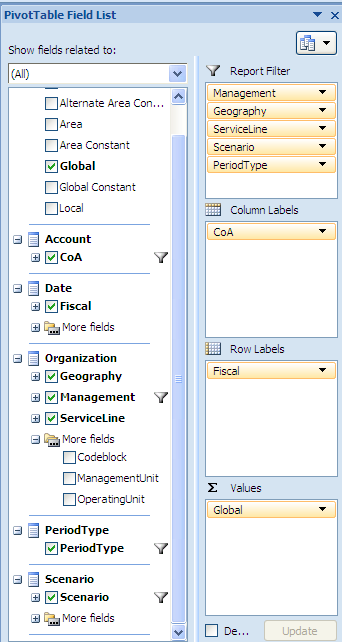 PivotTable Field List
Show fields related to:
(All)
Alternate Area Con...
Area
Area Constant
Global
Global Constant
Local
Account
CoA
Date
Fiscal
More fields
Organization
Geography
Management
ServiceLine
More fields
Codeblock
ManagementUnit
OperatingUnit
PeriodType
PeriodType
Scenario
Scenario
More fields
Report Filter
Management
Geography
ServiceLine
Scenario
PeriodType
Column Labels
CoA
Row Labels
Fiscal
Σ Values
Global
De...
Update